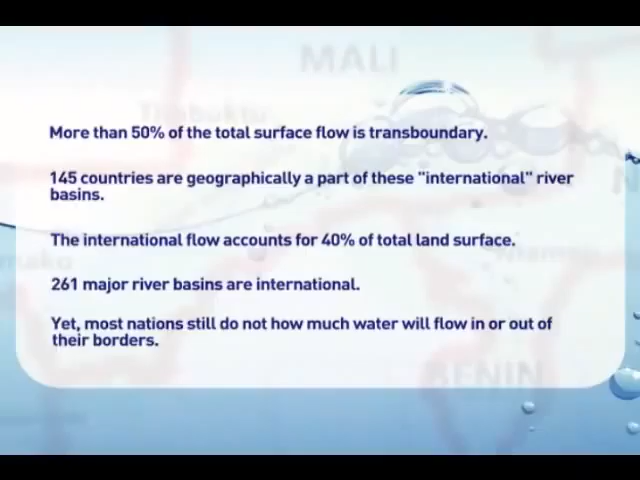 MALI
Timbuktu
More than 50% of the total surface flow is transboundary.
145 countries are geographically a part of these "international" river
basins.
The international flow accounts for 40% of total land surface.
261 major river basins are international.
Yet, most nations still do not how much water will flow in or out of
their borders.
BENIN